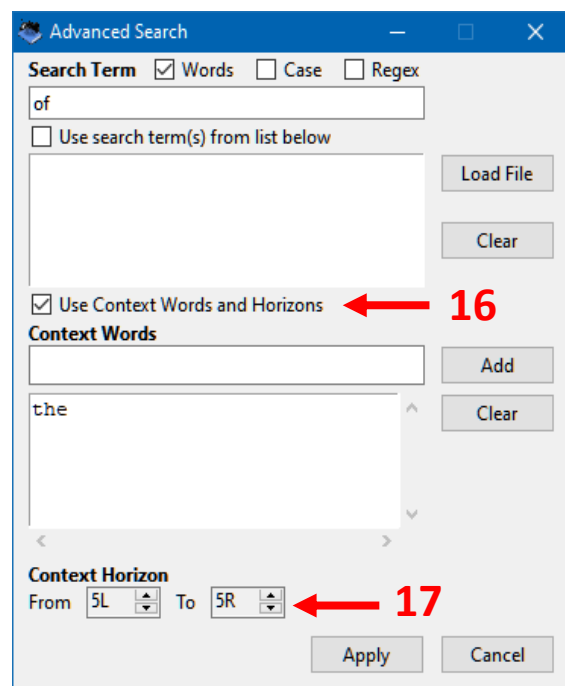 Advanced Search
Search Term Words Case Regex
of
Use search term(s) from list below
Load File
Clear
Use Context Words and Horizons 16
Context Words
Add
the
Clear
Context Horizon
From 5L To 5R 17
Apply Cancel